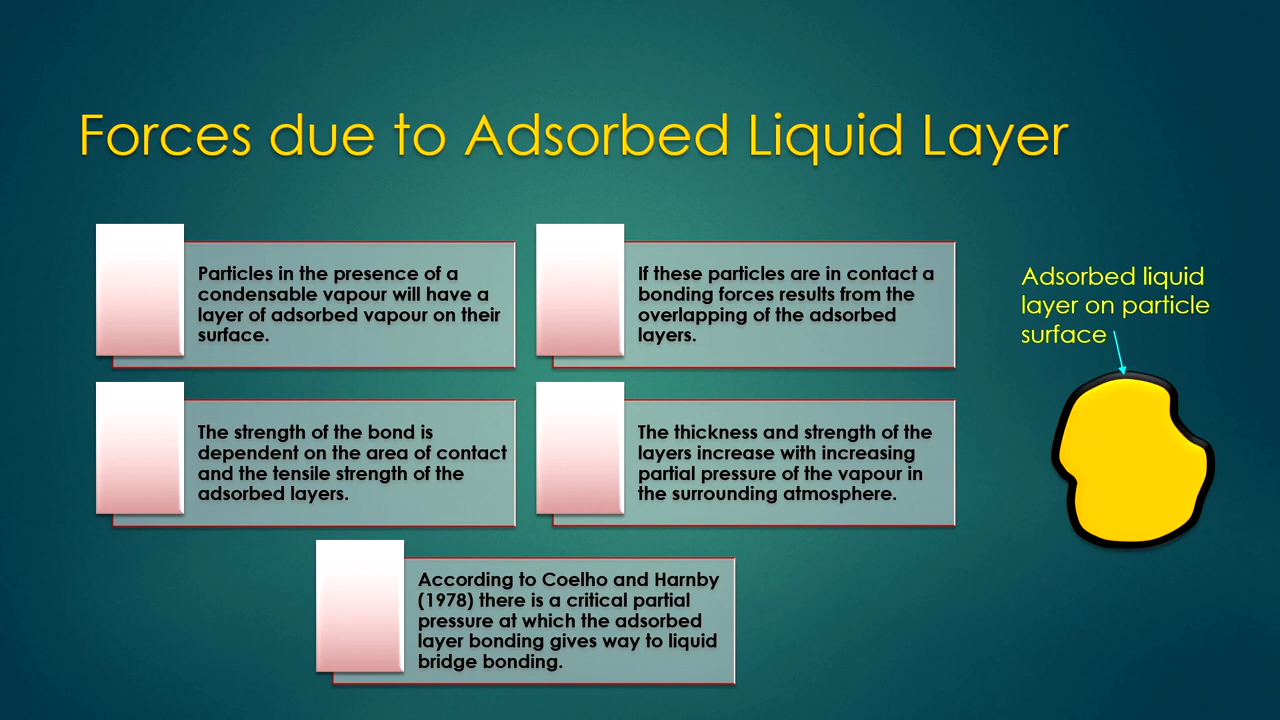 Forces due to Adsorbed Liquid Layer
Particles in the presence of a
condensable vapour will have a
layer of adsorbed vapour on their
surface.
If these particles are in contact a
bonding forces results from the
overlapping of the adsorbed
layers.
The strength of the bond is
dependent on the area of contact
and the tensile strength of the
adsorbed layers.
The thickness and strength of the
layers increase with increasing
partial pressure of the vapour in
the surrounding atmosphere.
According to Coelho and Harnby
(1978) there is a critical partial
pressure at which the adsorbed
layer bonding gives way to liquid
bridge bonding.
Adsorbed liquid
layer on particle
surface